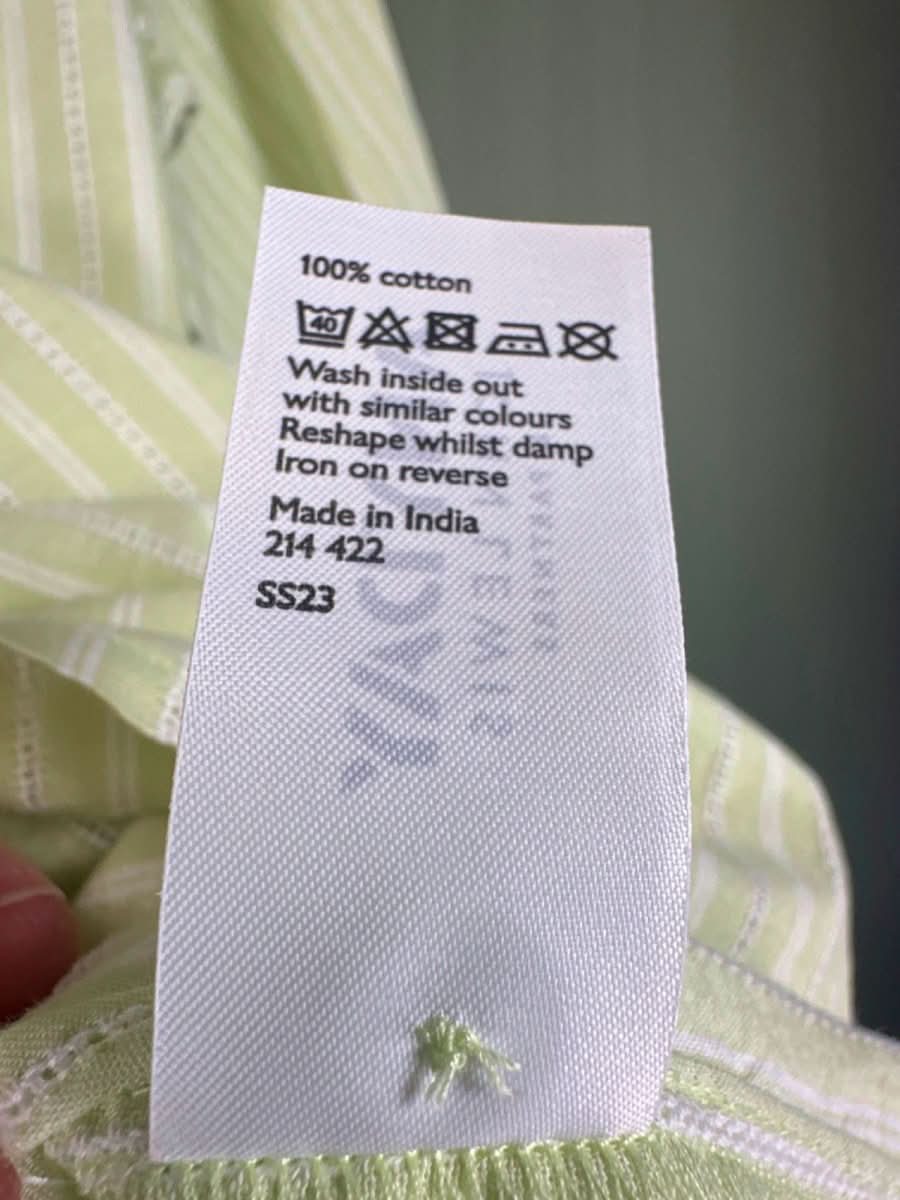 100% cotton
40
Wash inside out
with similar colours
Reshape whilst damp
Iron on reverse
Made in India
214 422
SS23